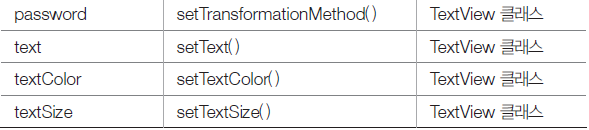 password setTransformationMethod() TextView 클래스
text setText() TextView 클래스
textColor setTextColor() TextView 클래스
textSize setTextSize() TextView 클래스